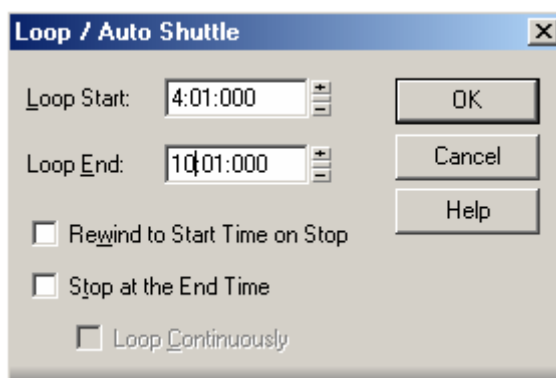 Loop / Auto Shuttle
Loop Start: 4:01:000
OK
Loop End: 10:01:000
Cancel
Help
Rewind to Start Time on Stop
Stop at the End Time
Loop Continuously